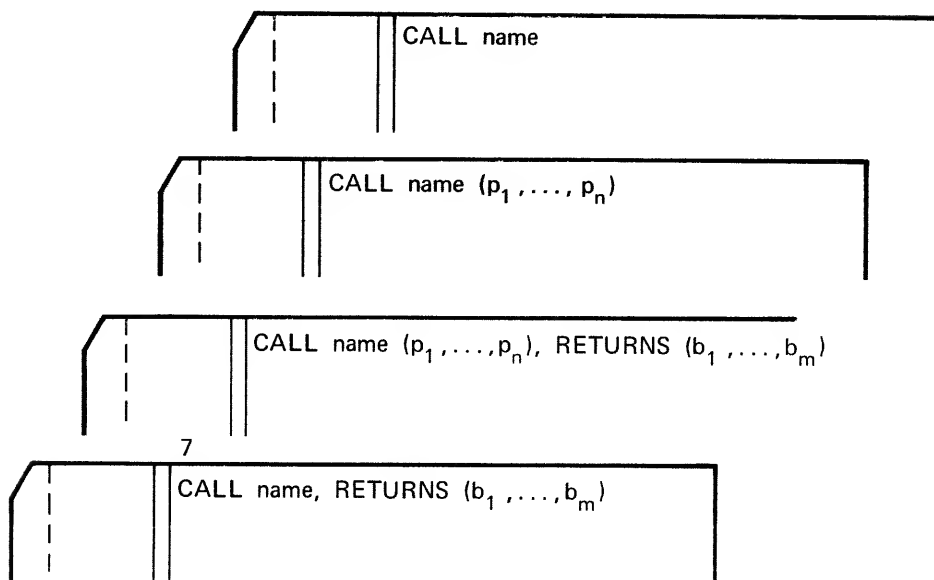 CALL name
CALL name (p₁ ,..., pₙ)
CALL name (p₁ ,...,pₙ), RETURNS (b₁ ,...,bₘ)
7
CALL name, RETURNS (b₁ ,...,bₘ)